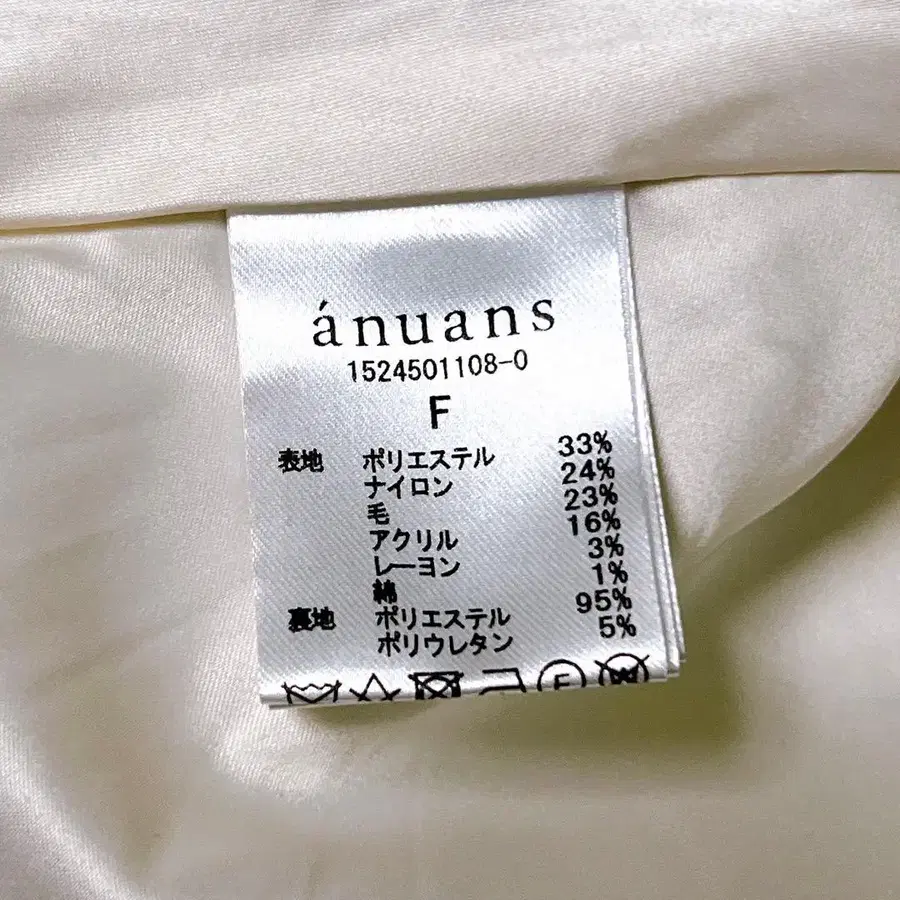 ánuans
1524501108-0
F
表地 ポリエステル 33%
ナイロン 24%
毛 23%
アクリル 16%
レーヨン 3%
綿 1%
裏地 ポリエステル 95%
ポリウレタン 5%
F